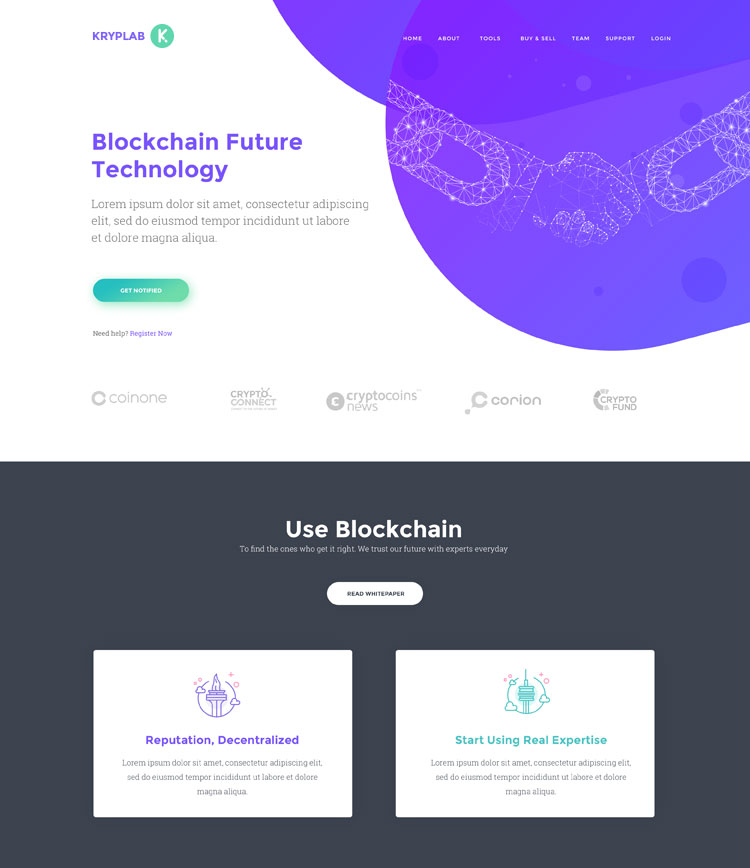 KRYPLAB K
HOME ABOUT TOOLS BUY & SELL TEAM SUPPORT LOGIN
Blockchain Future
Technology
Lorem ipsum dolor sit amet, consectetur adipiscing
elit, sed do eiusmod tempor incididunt ut labore
et dolore magna aliqua.
GET NOTIFIED
Need help? Register Now
coinone
CRYPTO
CONNECT
cryptocoins
news
corion
CRYPTO
FUND
Use Blockchain
To find the ones who get it right. We trust our future with experts everyday
READ WHITEPAPER
Reputation, Decentralized
Lorem ipsum dolor sit amet, consectetur adipiscing elit,
sed do eiusmod tempor incididunt ut labore et dolore
magna aliqua.
Start Using Real Expertise
Lorem ipsum dolor sit amet, consectetur adipiscing elit,
sed do eiusmod tempor incididunt ut labore et dolore
magna aliqua.